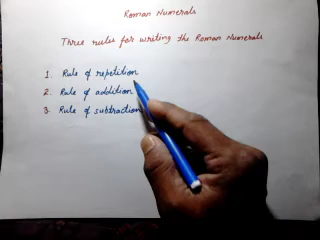 Roman Numerals
Three rules for writing the Roman Numerals
1. Rule of repetition
2. Rule of addition
3. Rule of subtraction